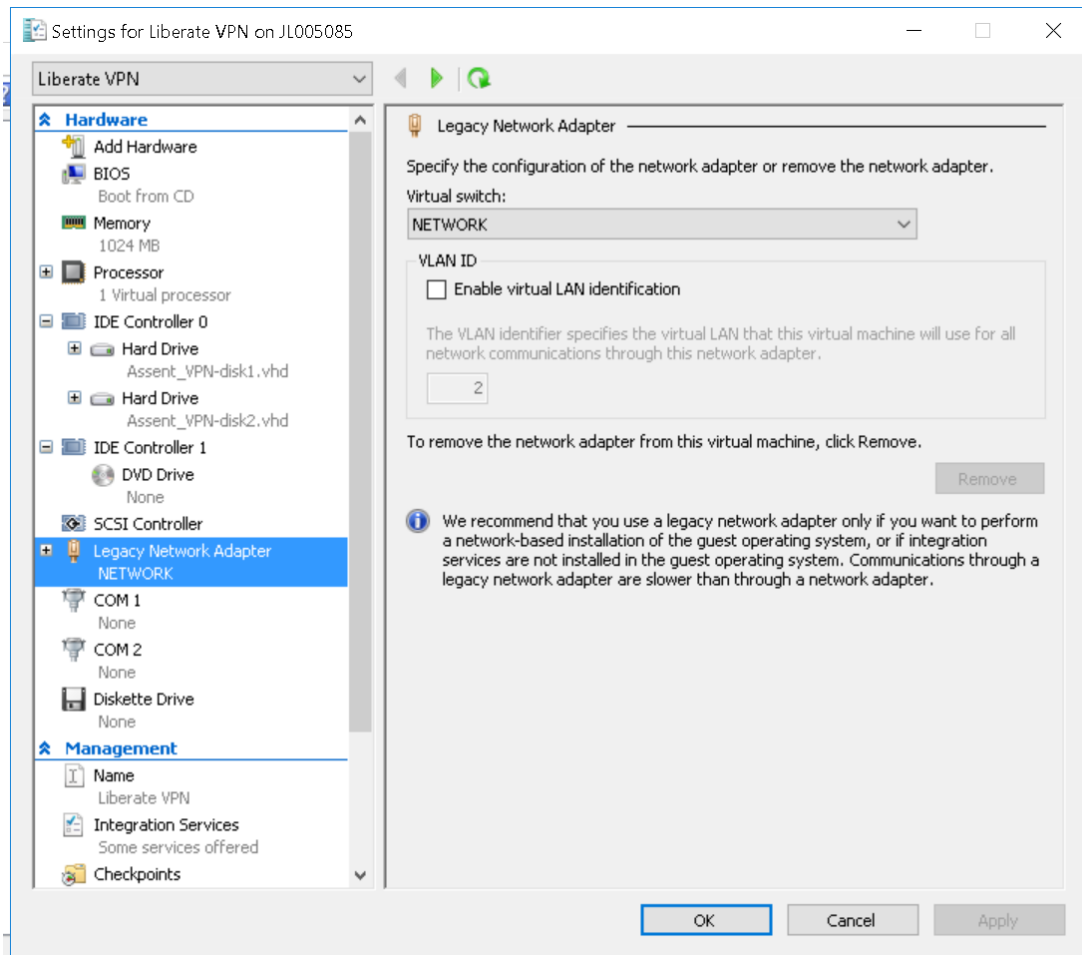 Settings for Liberate VPN on JL005085
Liberate VPN
Hardware
Add Hardware
BIOS
Boot from CD
Memory
1024 MB
Processor
1 Virtual processor
IDE Controller 0
Hard Drive
Assent_VPN-disk1.vhd
Hard Drive
Assent_VPN-disk2.vhd
IDE Controller 1
DVD Drive
None
SCSI Controller
Legacy Network Adapter
NETWORK
COM 1
None
COM 2
None
Diskette Drive
None
Management
Name
Liberate VPN
Integration Services
Some services offered
Checkpoints
Legacy Network Adapter
Specify the configuration of the network adapter or remove the network adapter.
Virtual switch:
NETWORK
VLAN ID
Enable virtual LAN identification
The VLAN identifier specifies the virtual LAN that this virtual machine will use for all
network communications through this network adapter.
2
To remove the network adapter from this virtual machine, click Remove.
Remove
We recommend that you use a legacy network adapter only if you want to perform
a network-based installation of the guest operating system, or if integration
services are not installed in the guest operating system. Communications through a
legacy network adapter are slower than through a network adapter.
OK
Cancel
Apply